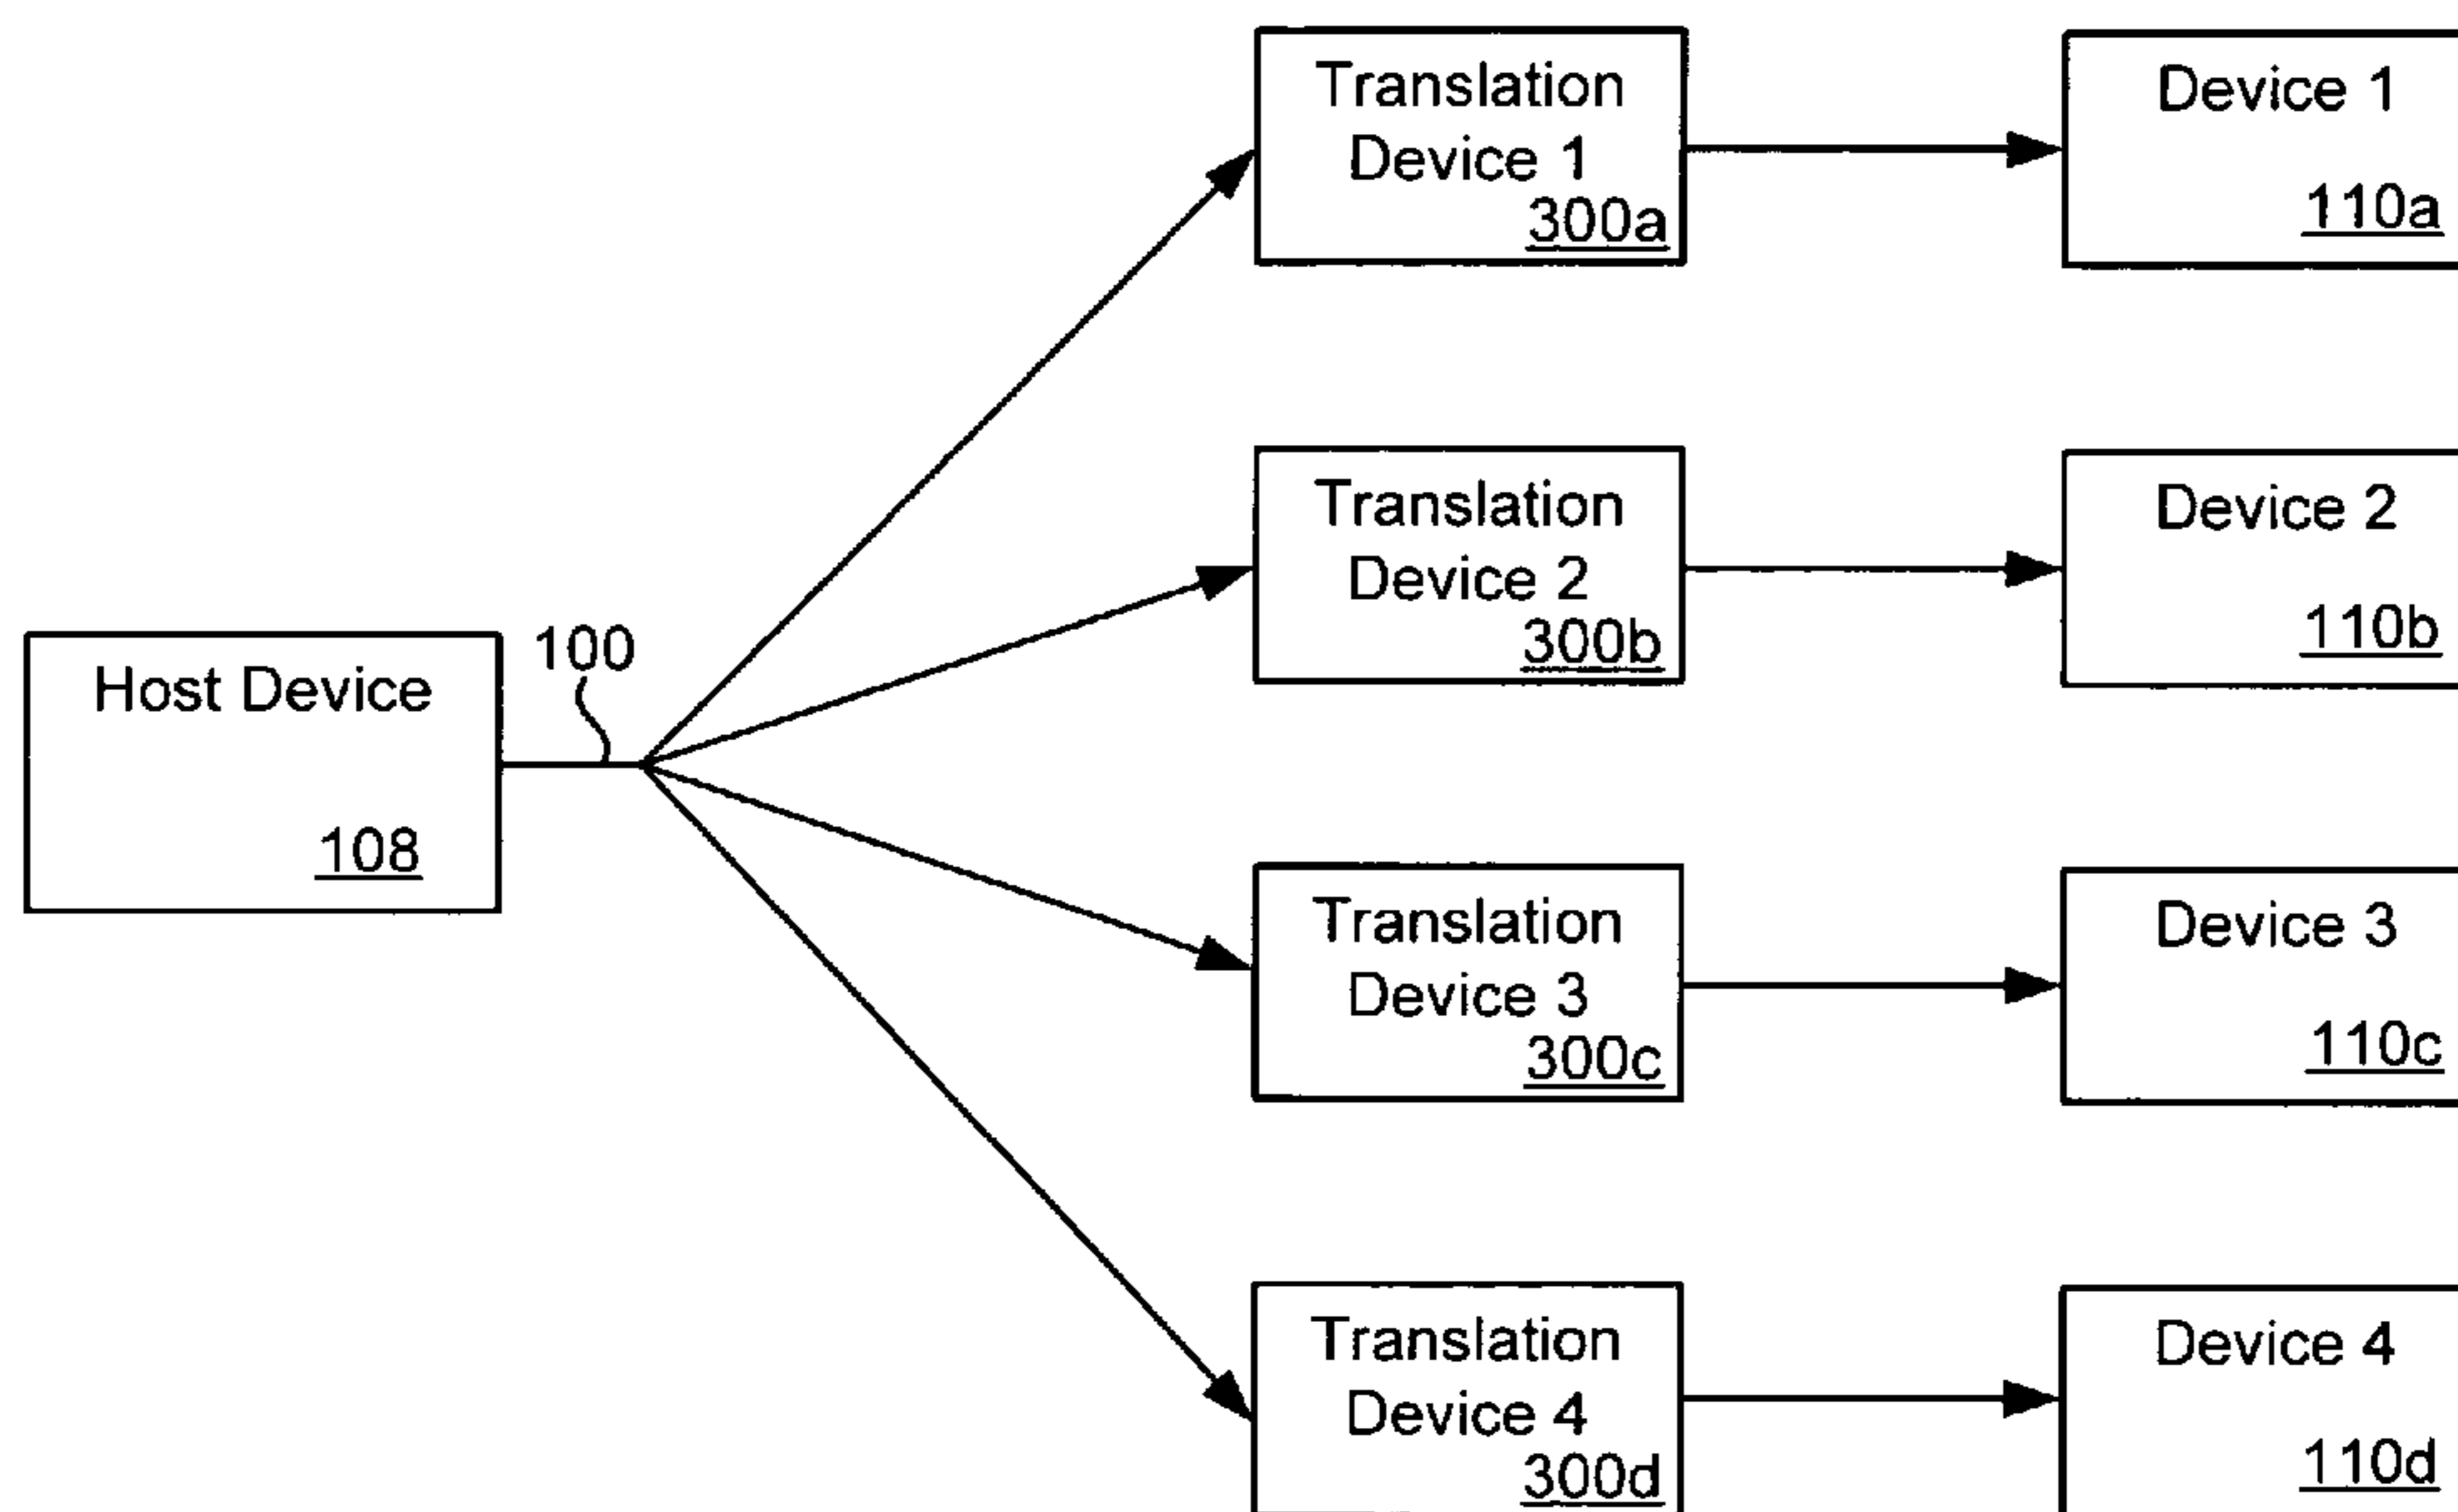 Translation
Device 1
300a
Device 1
110a
Translation
Device 2
300b
Device 2
110b
Host Device
108
100
Translation
Device 3
300c
Device 3
110c
Translation
Device 4
300d
Device 4
110d